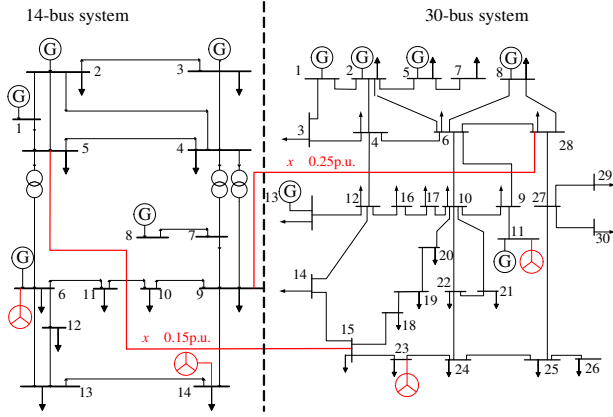 14-bus system
30-bus system
G
G
G
G
G
G
2
3
1
2
5
7
8
G
1
5
4
3
4
6
28
x 0.25p.u.
29
G
13
12
16
17
10
9
27
G
8
7
11
30
20
G
G
6
11
10
9
14
22
21
19
12
15
18
x 0.15p.u.
23
13
14
24
25
26